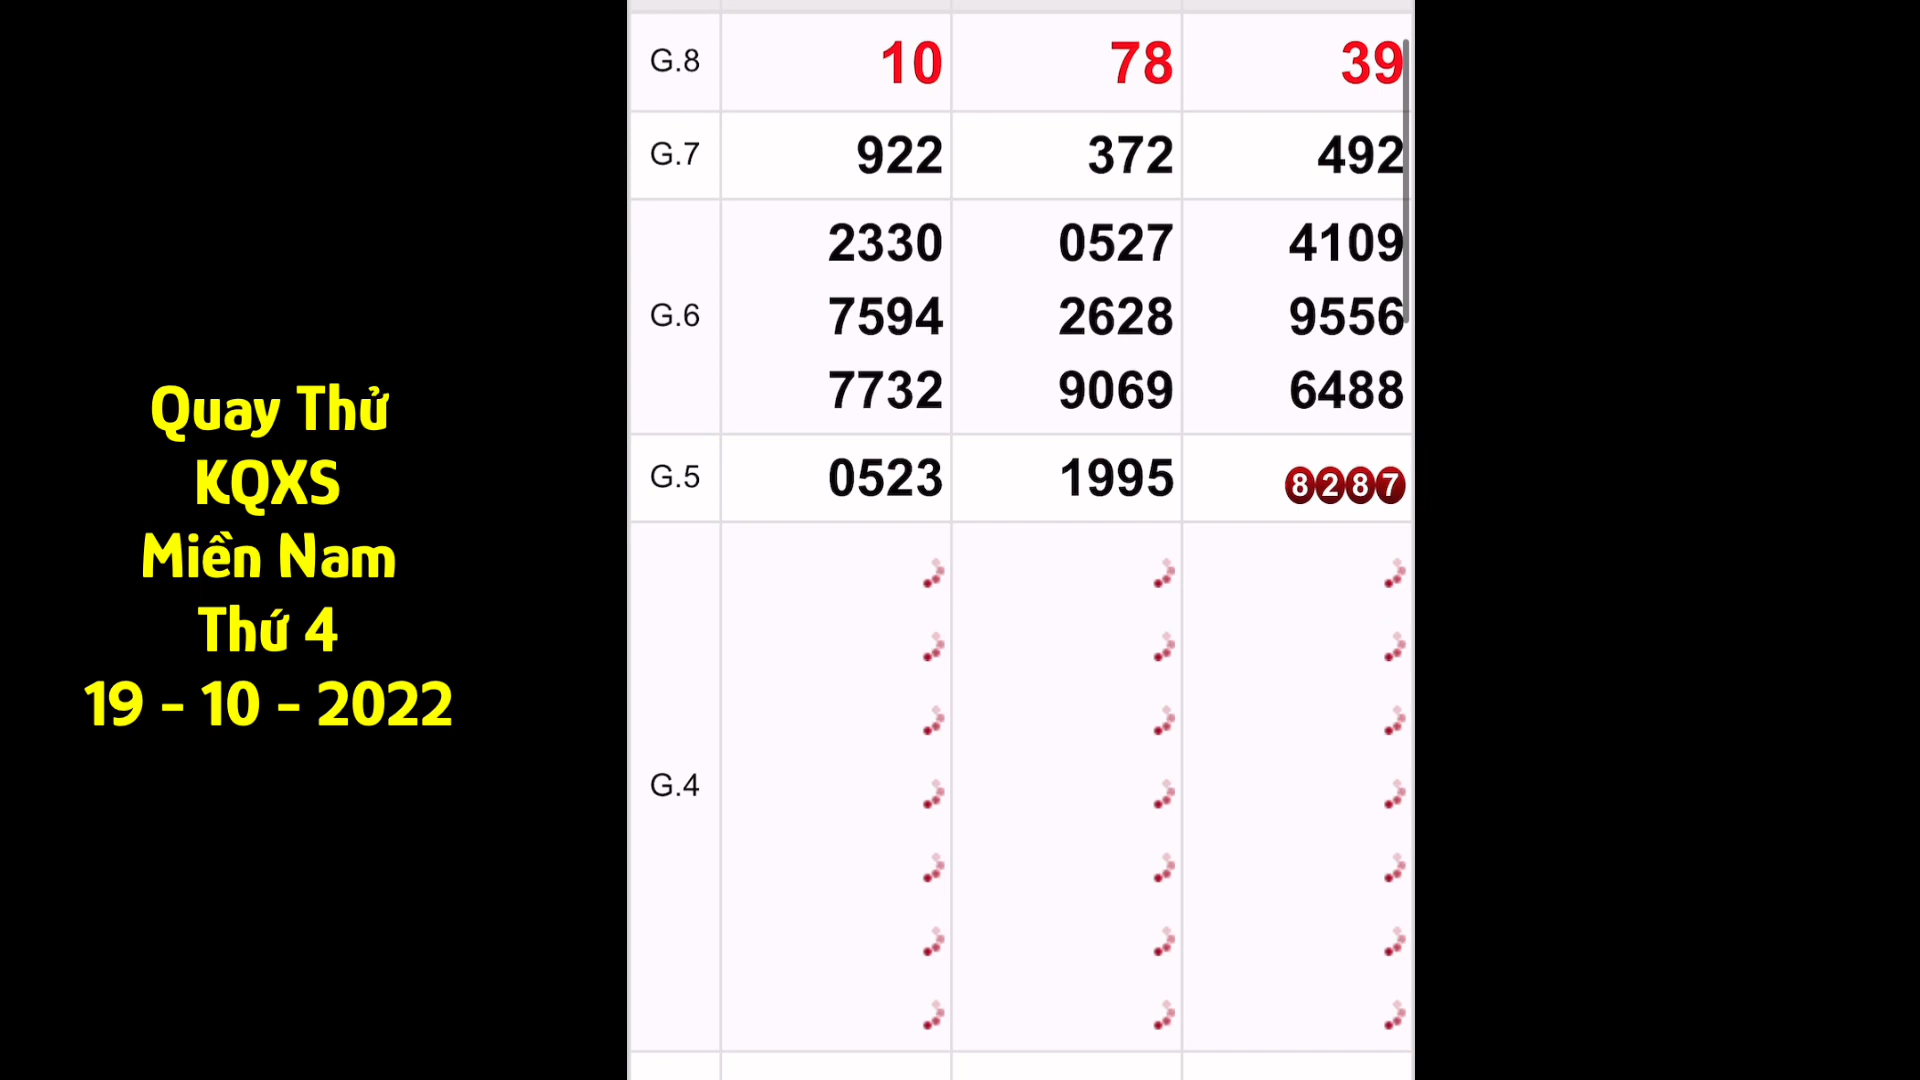 Quay Thử
KQXS
Miền Nam
Thứ 4
19 - 10 - 2022
G.8 10 78 39
G.7 922 372 492
2330 0527 4109
G.6 7594 2628 9556
7732 9069 6488
G.5 0523 1995 8287
G.4